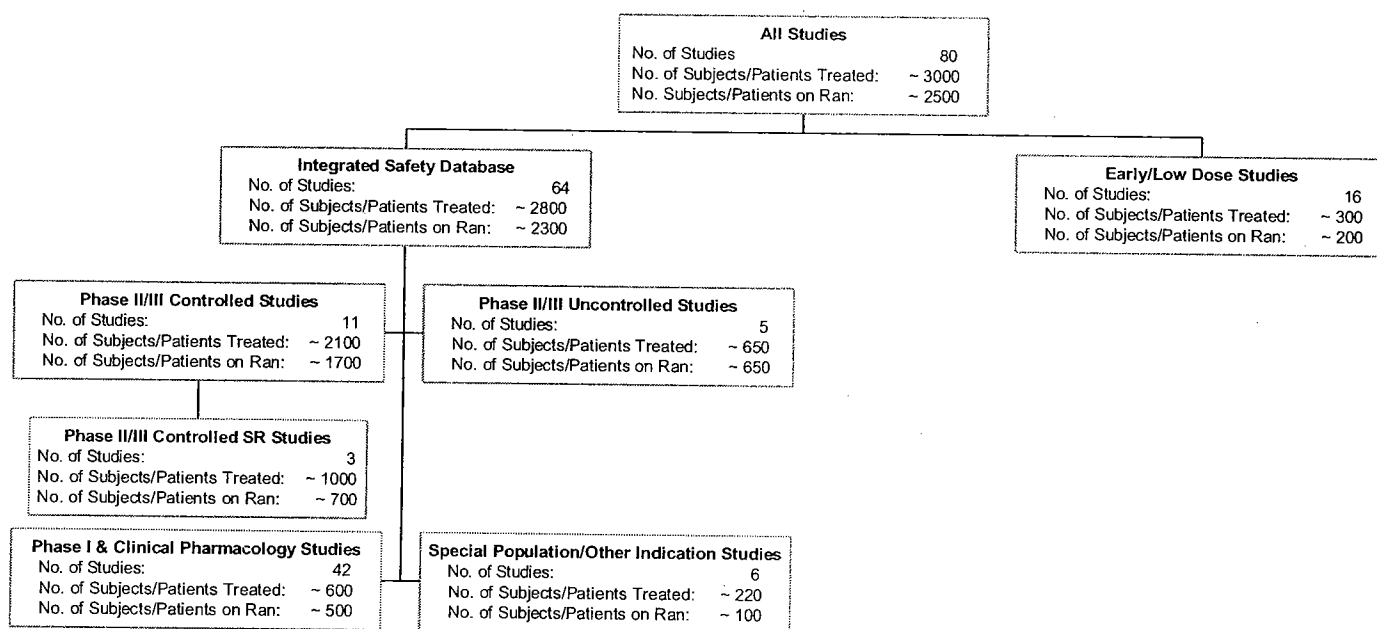 All Studies
No. of Studies 80
No. of Subjects/Patients Treated: ~ 3000
No. Subjects/Patients on Ran: ~ 2500
Integrated Safety Database
No. of Studies: 64
No. of Subjects/Patients Treated: ~ 2800
No. of Subjects/Patients on Ran: ~ 2300
Early/Low Dose Studies
No. of Studies: 16
No. of Subjects/Patients Treated: ~ 300
No. of Subjects/Patients on Ran: ~ 200
Phase II/III Controlled Studies
No. of Studies: 11
No. of Subjects/Patients Treated: ~ 2100
No. of Subjects/Patients on Ran: ~ 1700
Phase II/III Uncontrolled Studies
No. of Studies: 5
No. of Subjects/Patients Treated: ~ 650
No. of Subjects/Patients on Ran: ~ 650
Phase II/III Controlled SR Studies
No. of Studies: 3
No. of Subjects/Patients Treated: ~ 1000
No. of Subjects/Patients on Ran: ~ 700
Phase I & Clinical Pharmacology Studies
No. of Studies: 42
No. of Subjects/Patients Treated: ~ 600
No. of Subjects/Patients on Ran: ~ 500
Special Population/Other Indication Studies
No. of Studies: 6
No. of Subjects/Patients Treated: ~ 220
No. of Subjects/Patients on Ran: ~ 100